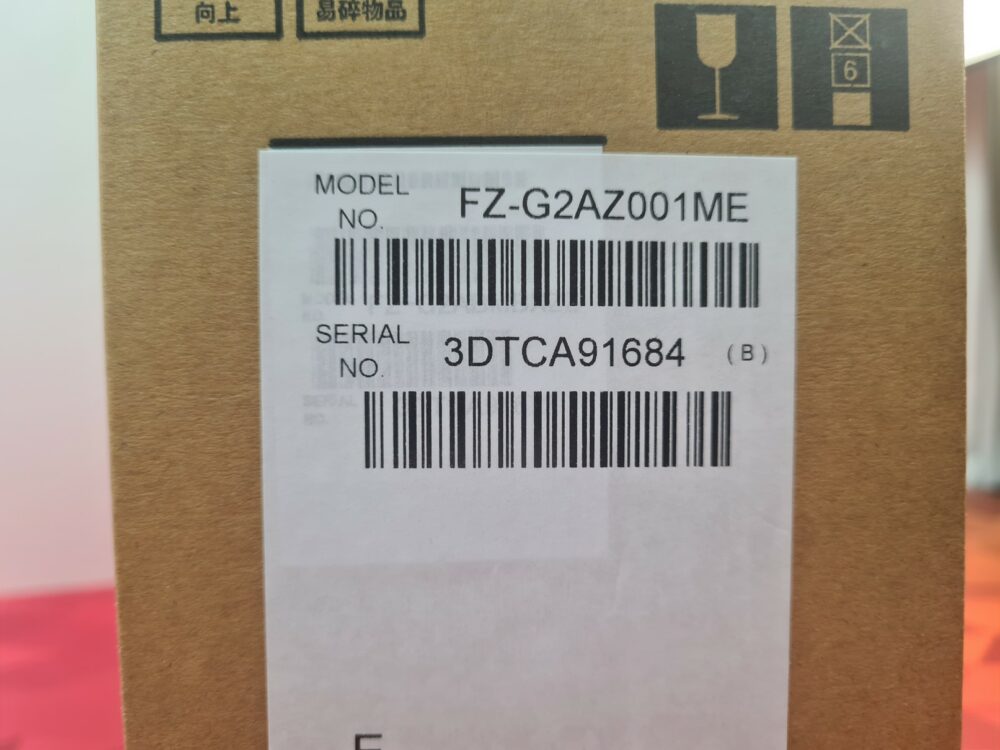 向上
易碎物品
6
MODEL
NO.
FZ-G2AZ001ME
SERIAL
NO.
3DTCA91684 (B)